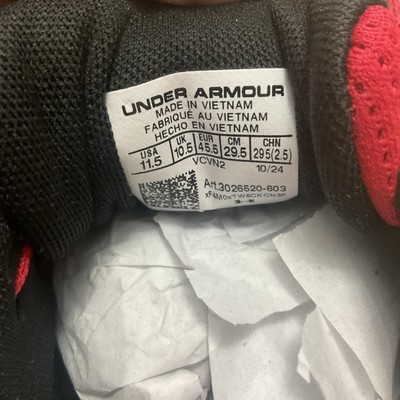 UNDER ARMOUR
MADE IN VIETNAM
FABRIQUÉ AU VIETNAM
HECHO EN VIETNAM
USA UK EUR CM CHN
11.5 10.5 45.5 29.5 295(2.5)
VCVN2 10/24
Art.3026520-603